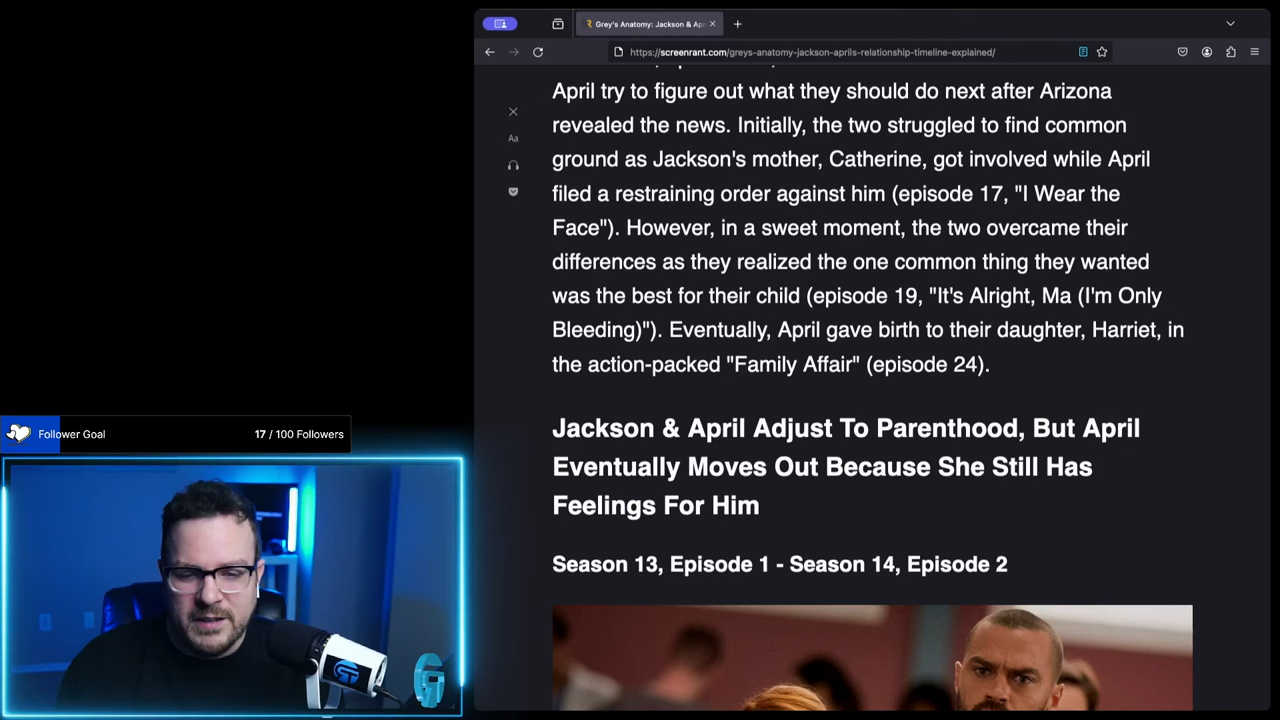 Grey's Anatomy: Jackson & Apr
https://screenrant.com/greys-anatomy-jackson-aprils-relationship-timeline-explained/
April try to figure out what they should do next after Arizona
revealed the news. Initially, the two struggled to find common
ground as Jackson's mother, Catherine, got involved while April
filed a restraining order against him (episode 17, "I Wear the
Face"). However, in a sweet moment, the two overcame their
differences as they realized the one common thing they wanted
was the best for their child (episode 19, "It's Alright, Ma (I'm Only
Bleeding)"). Eventually, April gave birth to their daughter, Harriet, in
the action-packed "Family Affair" (episode 24).
Jackson & April Adjust To Parenthood, But April
Eventually Moves Out Because She Still Has
Feelings For Him
Season 13, Episode 1 - Season 14, Episode 2
Aa
Follower Goal
17 / 100 Followers